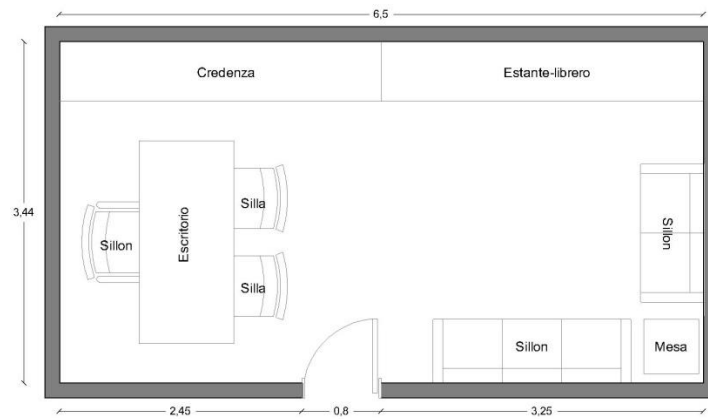 6,5
Credenza
Estante-librero
3,44
Sillon
Escritorio
Silla
Silla
Sillon
Sillon
Mesa
2,45
0,8
3,25